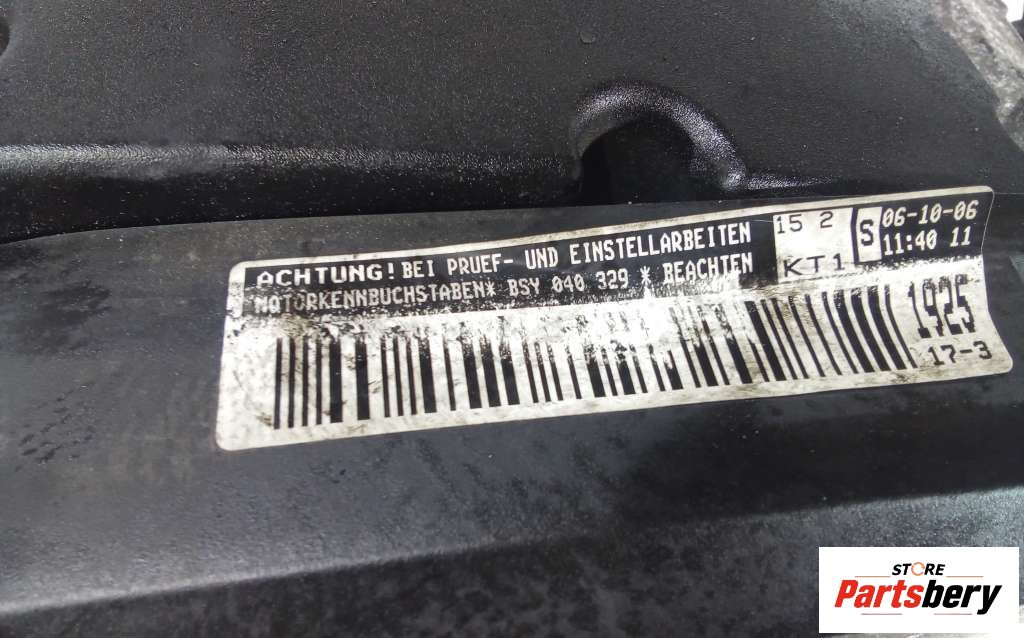 ACHTUNG! BEI PRUEF- UND EINSTELLARBEITEN
MOTORKENNBUCHSTABEN* BSY 040 329 * BEACHTEN
15 2
KT1
S
06-10-06
11:40 11
1925
17-3
STORE
Partsbery